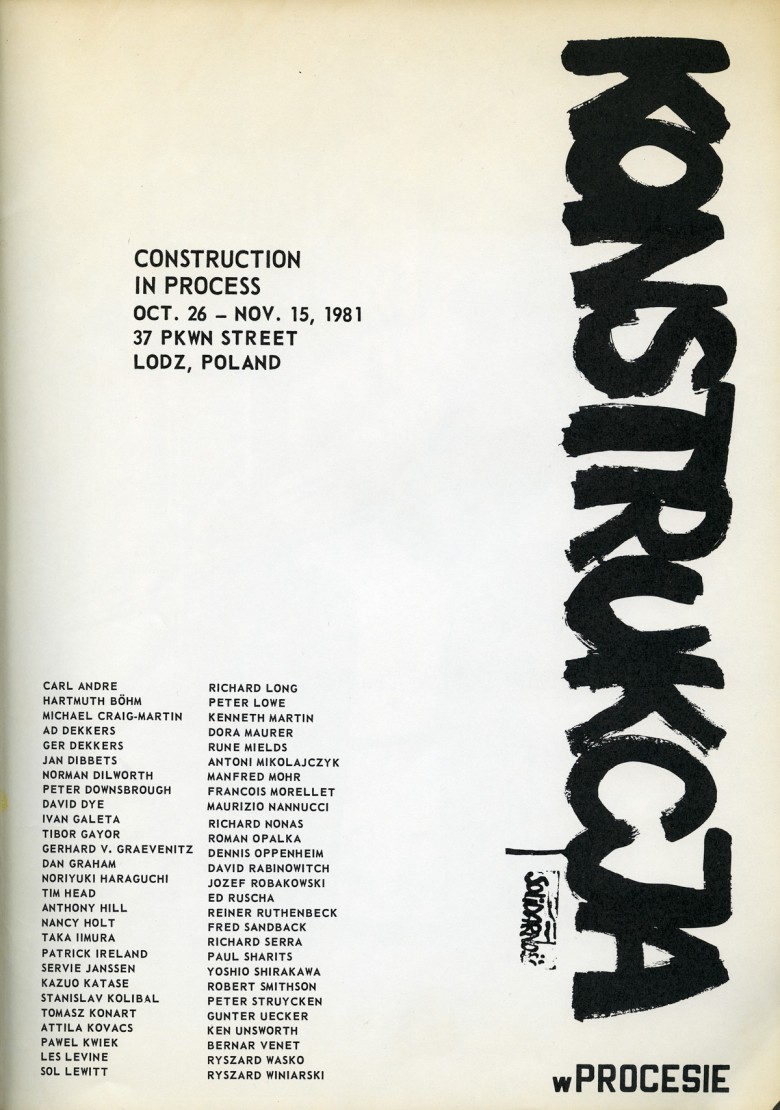 KONSTRUKCJA
CONSTRUCTION
IN PROCESS
OCT. 26 – NOV. 15, 1981
37 PKWN STREET
LODZ, POLAND
CARL ANDRE
HARTMUTH BÖHM
MICHAEL CRAIG-MARTIN
AD DEKKERS
GER DEKKERS
JAN DIBBETS
NORMAN DILWORTH
PETER DOWNSBROUGH
DAVID DYE
IVAN GALETA
TIBOR GAYOR
GERHARD V. GRAEVENITZ
DAN GRAHAM
NORIYUKI HARAGUCHI
TIM HEAD
ANTHONY HILL
NANCY HOLT
TAKA IIMURA
PATRICK IRELAND
SERVIE JANSSEN
KAZUO KATASE
STANISLAV KOLIBAL
TOMASZ KONART
ATTILA KOVACS
PAWEL KWIEK
LES LEVINE
SOL LEWITT
RICHARD LONG
PETER LOWE
KENNETH MARTIN
DORA MAURER
RUNE MIELDS
ANTONI MIKOLAJCZYK
MANFRED MOHR
FRANCOIS MORELLET
MAURIZIO NANNUCCI
RICHARD NONAS
ROMAN OPALKA
DENNIS OPPENHEIM
DAVID RABINOWITCH
JOZEF ROBAKOWSKI
ED RUSCHA
REINER RUTHENBECK
FRED SANDBACK
RICHARD SERRA
PAUL SHARITS
YOSHIO SHIRAKAWA
ROBERT SMITHSON
PETER STRUYCKEN
GUNTER UECKER
KEN UNSWORTH
BERNAR VENET
RYSZARD WASKO
RYSZARD WINIARSKI
SOLIDARNOŚĆ
w PROCESIE